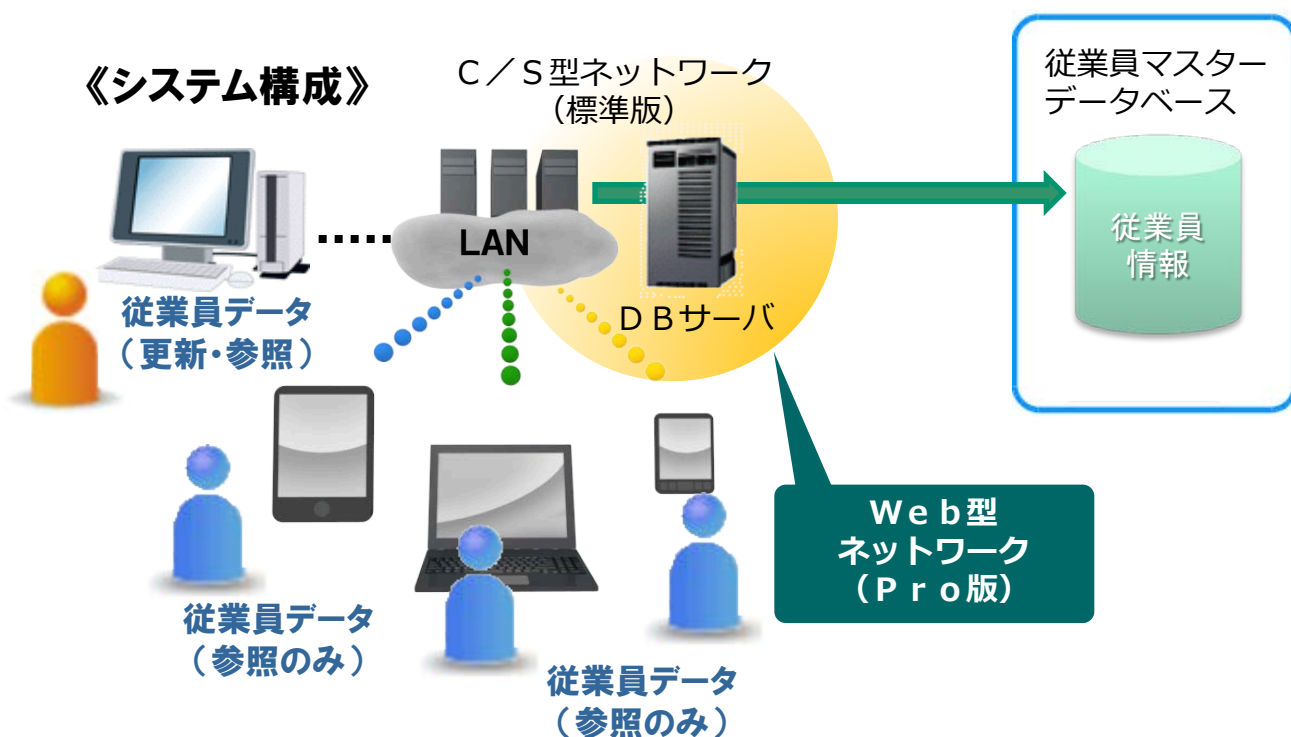 《システム構成》
C／S型ネットワーク
（標準版）
従業員マスター
データベース
従業員
情報
LAN
DBサーバ
従業員データ
（更新・参照）
Web型
ネットワーク
（Pro版）
従業員データ
（参照のみ）
従業員データ
（参照のみ）